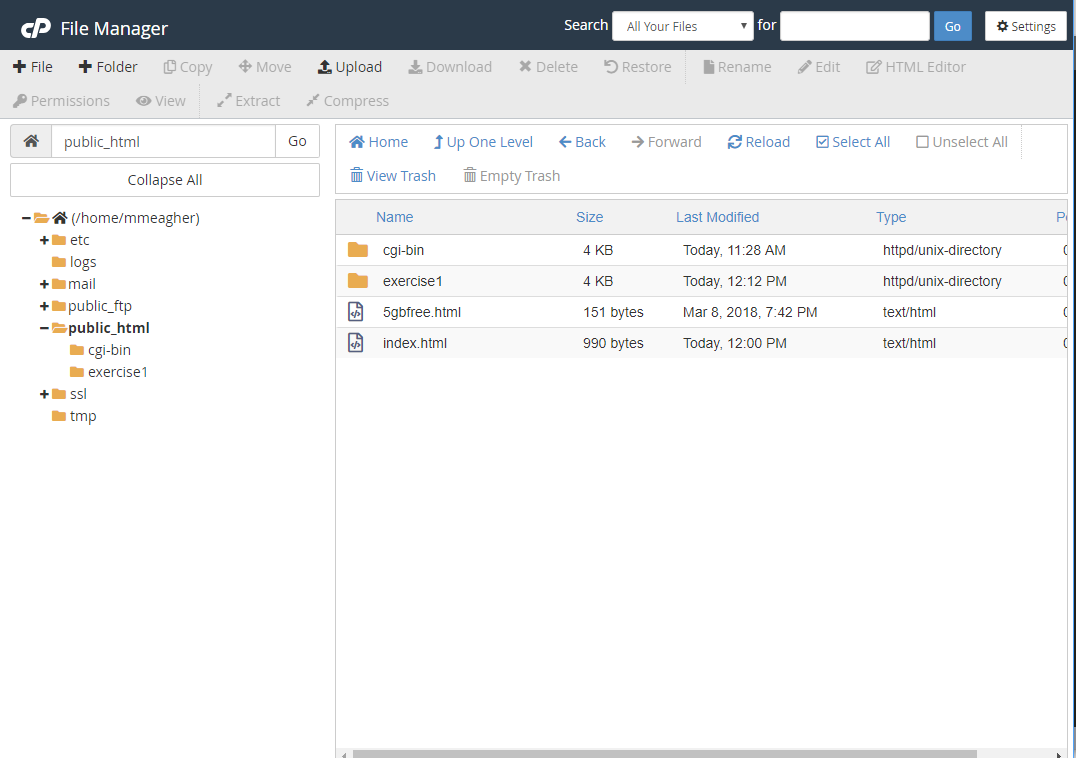 cP File Manager Search All Your Files for Go Settings
File Folder Copy Move Upload Download Delete Restore Rename Edit HTML Editor
Permissions View Extract Compress
public_html Go
Collapse All
(/home/mmeagher)
etc
logs
mail
public_ftp
public_html
cgi-bin
exercise1
ssl
tmp
Home Up One Level Back Forward Reload Select All Unselect All
View Trash Empty Trash
Name Size Last Modified Type
cgi-bin 4 KB Today, 11:28 AM httpd/unix-directory
exercise1 4 KB Today, 12:12 PM httpd/unix-directory
5gbfree.html 151 bytes Mar 8, 2018, 7:42 PM text/html
index.html 990 bytes Today, 12:00 PM text/html